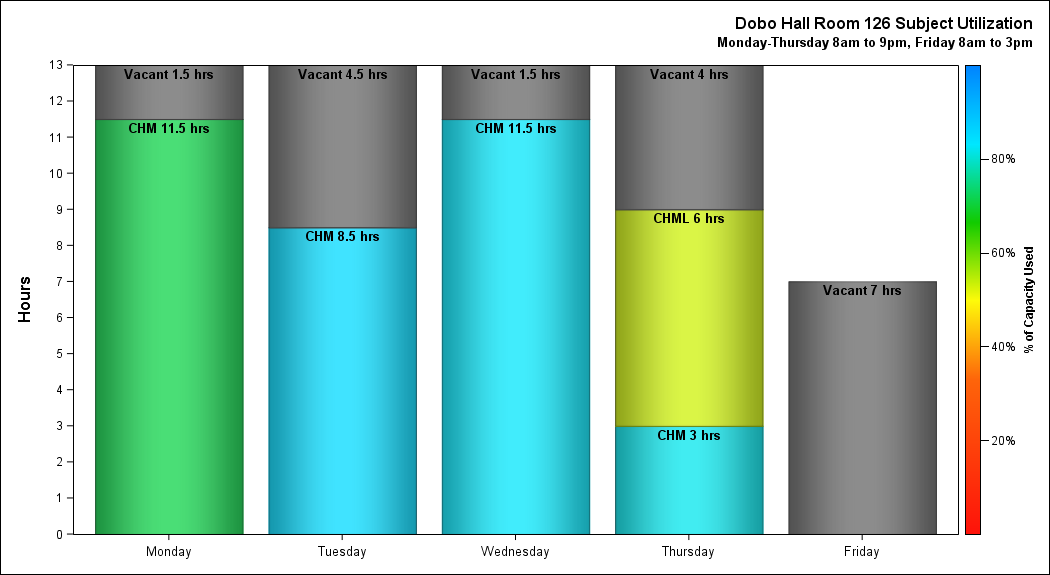 Dobo Hall Room 126 Subject Utilization
Monday-Thursday 8am to 9pm, Friday 8am to 3pm
Hours
13
12
11
10
9
8
7
6
5
4
3
2
1
0
Vacant 1.5 hrs
CHM 11.5 hrs
Vacant 4.5 hrs
CHM 8.5 hrs
Vacant 1.5 hrs
CHM 11.5 hrs
Vacant 4 hrs
CHML 6 hrs
CHM 3 hrs
Vacant 7 hrs
Monday
Tuesday
Wednesday
Thursday
Friday
80%
60%
40%
20%
% of Capacity Used